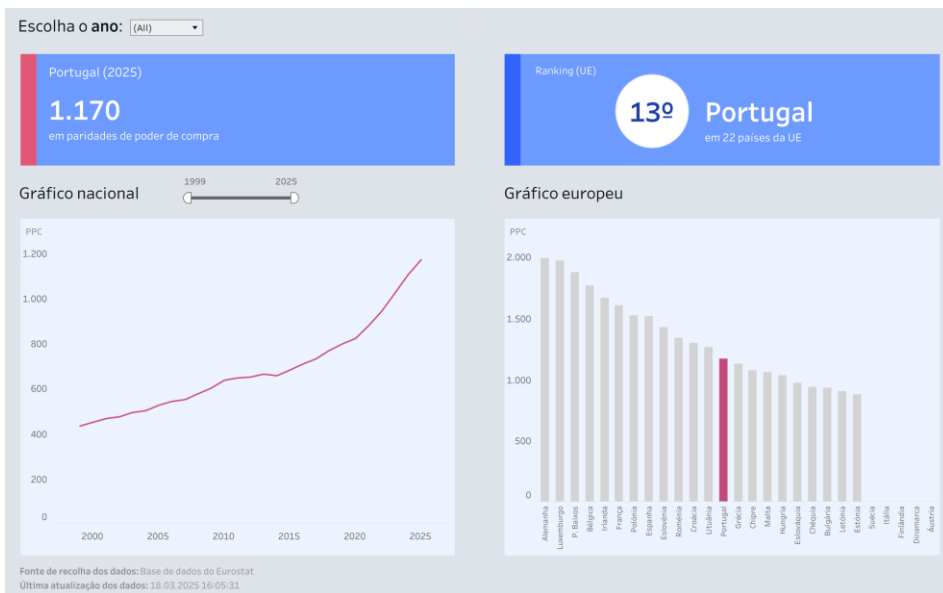 Escolha o ano: (All)
Portugal (2025)
1.170
em paridades de poder de compra
Ranking (UE)
13º
Portugal
em 22 países da UE
Gráfico nacional
1999
2025
Gráfico europeu
PPC
1.200
1.000
800
600
400
200
0
2000
2005
2010
2015
2020
2025
PPC
2.000
1.500
1.000
500
0
Alemanha
Luxemburgo
P. Baixos
Bélgica
Irlanda
França
Polónia
Espanha
Eslovénia
Roménia
Croácia
Lituânia
Portugal
Grécia
Chipre
Malta
Hungria
Eslováquia
Chéquia
Bulgária
Letónia
Estónia
Suécia
Itália
Finlândia
Dinamarca
Áustria
Fonte de recolha dos dados: Base de dados do Eurostat
Última atualização dos dados: 18.03.2025 16:05:31